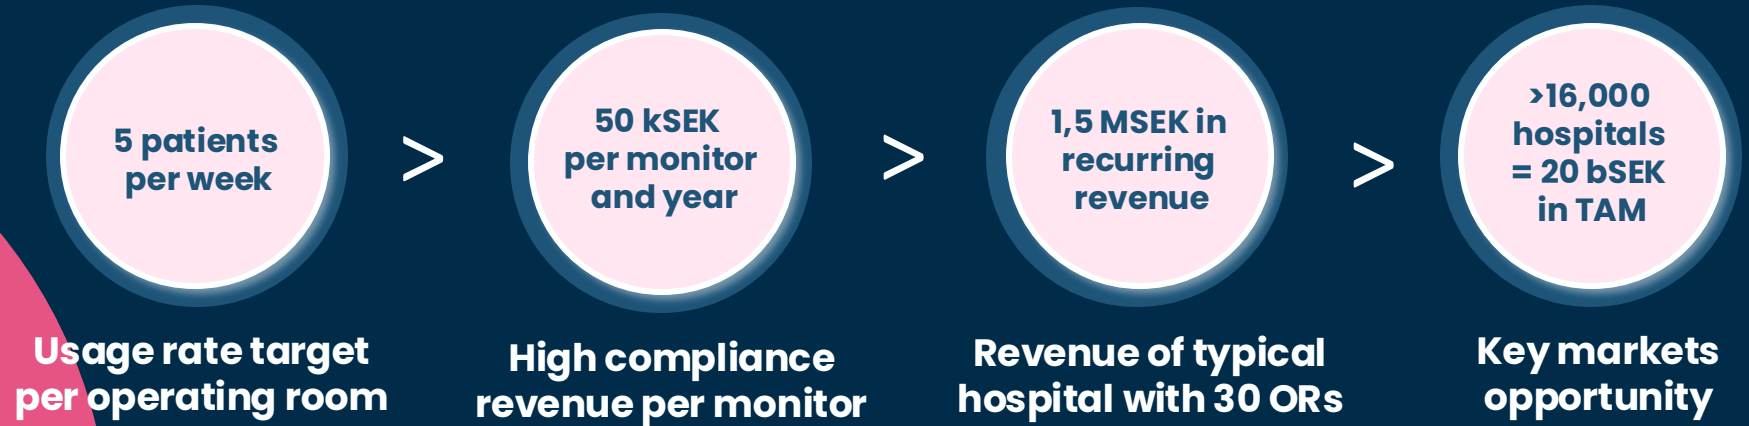 5 patients
per week
>
50 kSEK
per monitor
and year
>
1,5 MSEK in
recurring
revenue
>
>16,000
hospitals
= 20 bSEK
in TAM
Usage rate target
per operating room
High compliance
revenue per monitor
Revenue of typical
hospital with 30 ORs
Key markets
opportunity